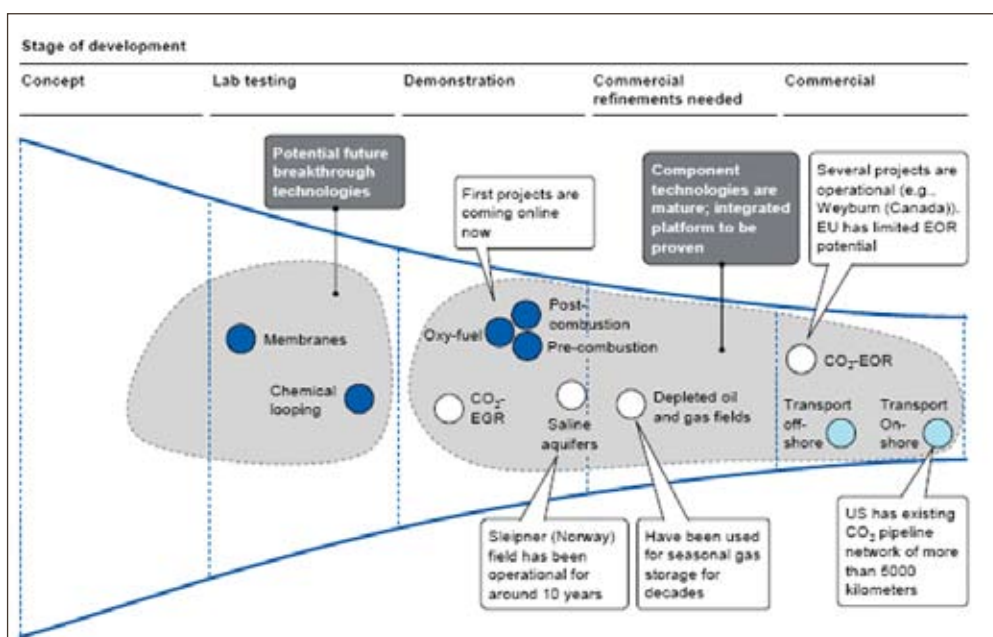 Stage of development
Concept
Lab testing
Demonstration
Commercial
refinements needed
Commercial
Potential future
breakthrough
technologies
First projects are
coming online
now
Component
technologies are
mature; integrated
platform to be
proven
Several projects are
operational (e.g.,
Weyburn (Canada)).
EU has limited EOR
potential
Membranes
Chemical
looping
Oxy-fuel
Post-
combustion
Pre-combustion
CO₂-
EGR
Saline
aquifers
Depleted oil
and gas fields
CO₂-EOR
Transport
off-
shore
Transport
On-
shore
Sleipner (Norway)
field has been
operational for
around 10 years
Have been used
for seasonal gas
storage for
decades
US has existing
CO₂ pipeline
network of more
than 5000
kilometers